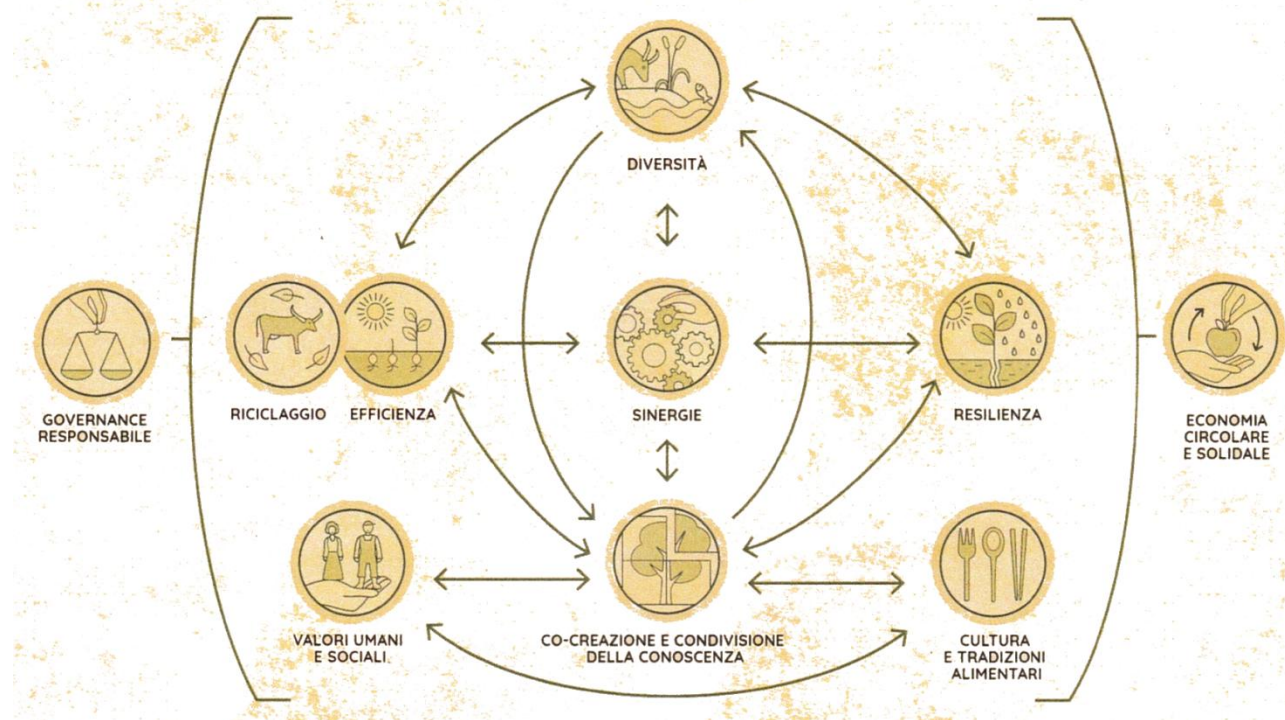 DIVERSITÀ
GOVERNANCE
RESPONSABILE
RICICLAGGIO
EFFICIENZA
SINERGIE
RESILIENZA
ECONOMIA
CIRCOLARE
E SOLIDALE
VALORI UMANI
E SOCIALI
CO-CREAZIONE E CONDIVISIONE
DELLA CONOSCENZA
CULTURA
E TRADIZIONI
ALIMENTARI